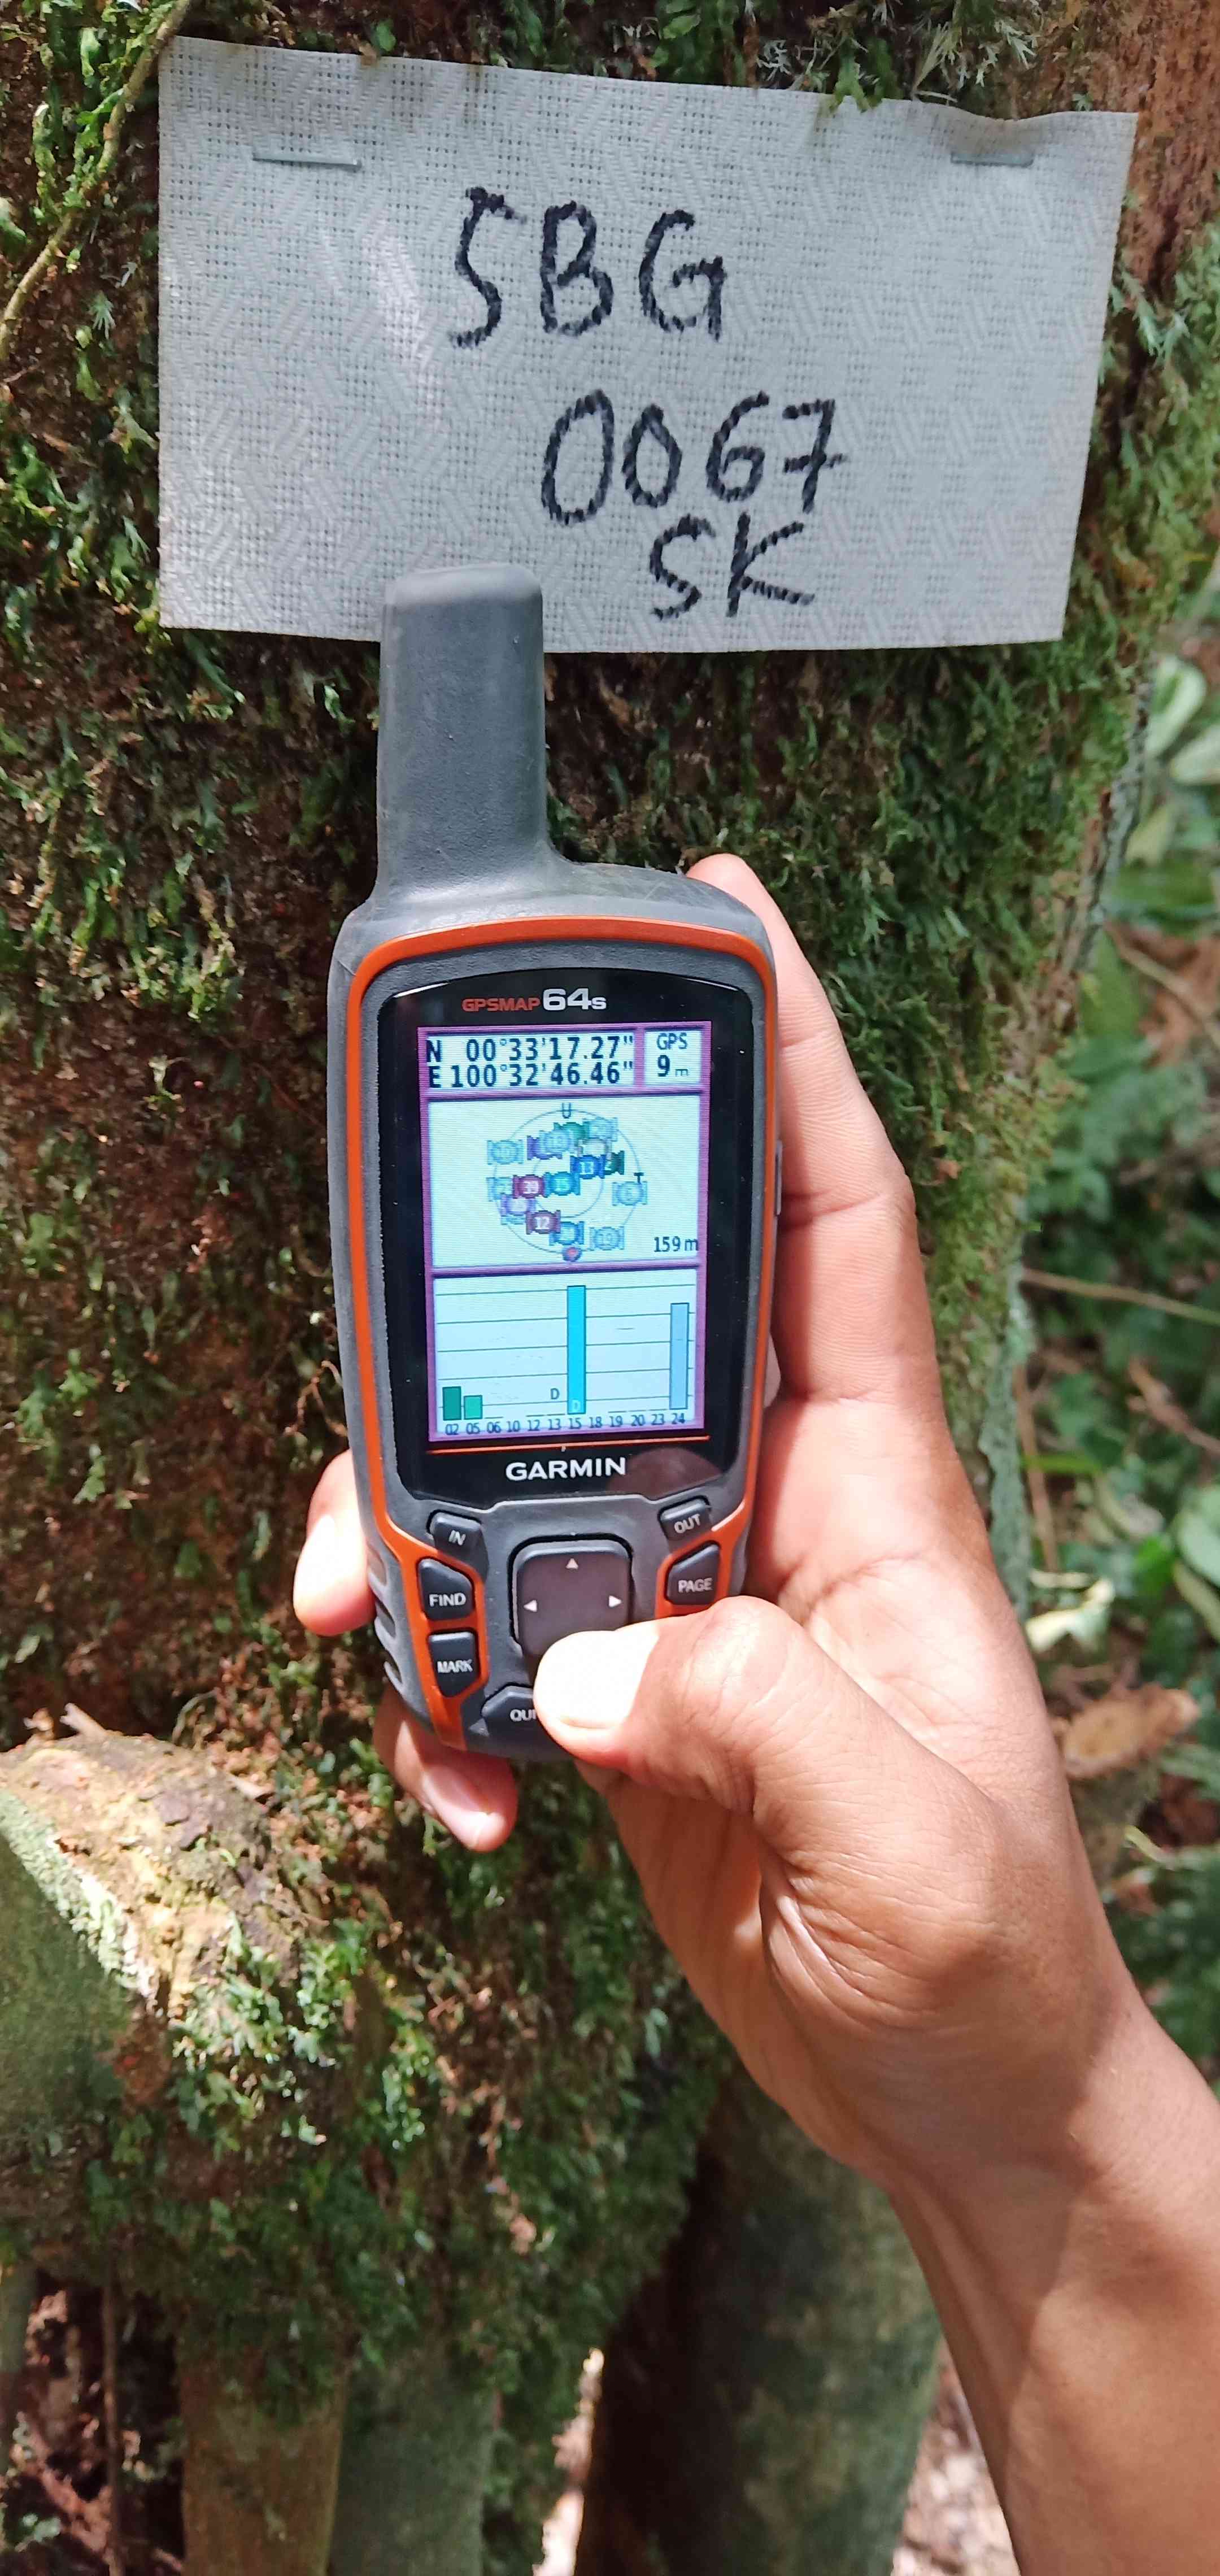 SBG
0067
SK
GPSMAP 64s
N 00°33'17.27"
E 100°32'46.46"
GPS
9 m
U
T
12
159 m
D
D
02 05 06 10 12 13 15 18 19 20 23 24
GARMIN
IN
OUT
FIND
PAGE
MARK